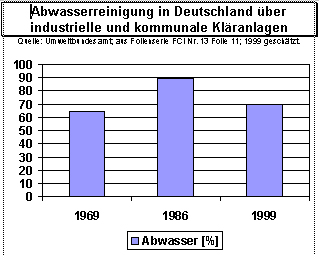 Abwasserreinigung in Deutschland über
industrielle und kommunale Kläranlagen
Quelle: Umweltbundesamt; aus Folienserie FCI Nr. 13 Folie 11; 1999 geschätzt.
100
90
80
70
60
50
40
30
20
10
0
1969 1986 1999
Abwasser [%]